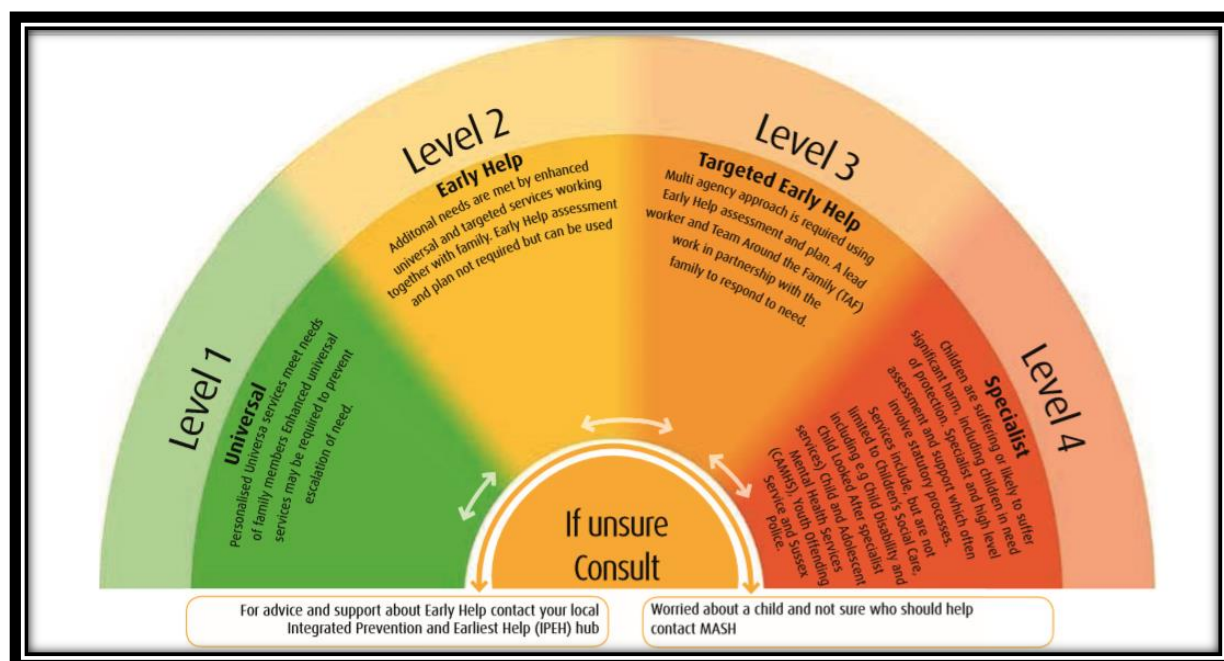 Level 1
Universal
Personalised Universa services meet needs
of family members Enhanced universal
services may be required to prevent
escalation of need.
Level 2
Early Help
Additonal needs are met by enhanced
universal and targeted services working
together with family. Early Help assessment
and plan not required but can be used
Level 3
Targeted Early Help
Multi agency approach is required using
Early Help assessment and plan. A lead
worker and Team Around the Family (TAF)
work in partnership with the
family to respond to need.
Level 4
Specialist
Children are suffering or likely to suffer
significant harm, including children in need
of protection. Specialist and high level
assessment and support which often
involve statutory processes.
Services include, but are not
limited to Children's Social Care,
including e.g Child Disability and
Child Looked After specialist
services) Child and Adolescent
Mental Health Services
(CAMHS), Youth Offending
Service and Sussex
Police.
If unsure
Consult
For advice and support about Early Help contact your local
Integrated Prevention and Earliest Help (IPEH) hub
Worried about a child and not sure who should help
contact MASH